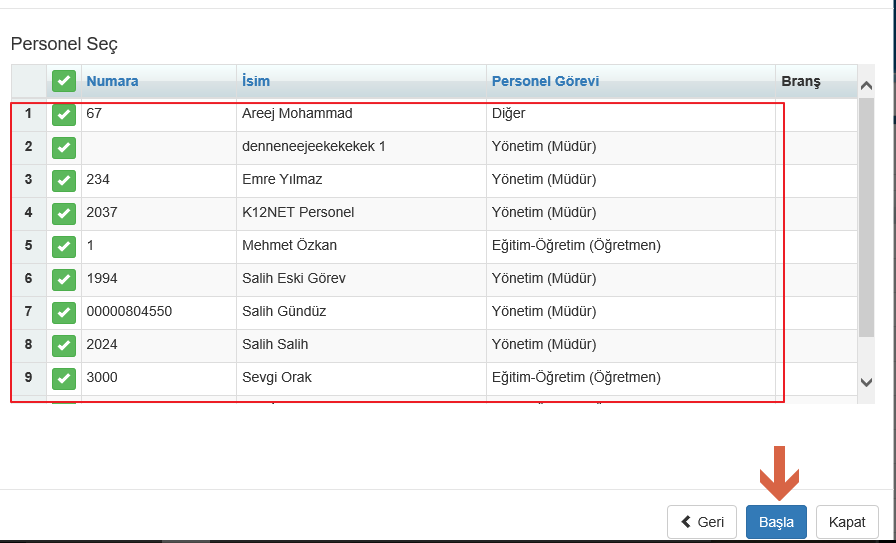 Personel Seç
Numara İsim Personel Görevi Branş
1 67 Areej Mohammad Diğer
2 denneneejeekekekek 1 Yönetim (Müdür)
3 234 Emre Yılmaz Yönetim (Müdür)
4 2037 K12NET Personel Yönetim (Müdür)
5 1 Mehmet Özkan Eğitim-Öğretim (Öğretmen)
6 1994 Salih Eski Görev Yönetim (Müdür)
7 00000804550 Salih Gündüz Yönetim (Müdür)
8 2024 Salih Salih Yönetim (Müdür)
9 3000 Sevgi Orak Eğitim-Öğretim (Öğretmen)
Geri Başla Kapat